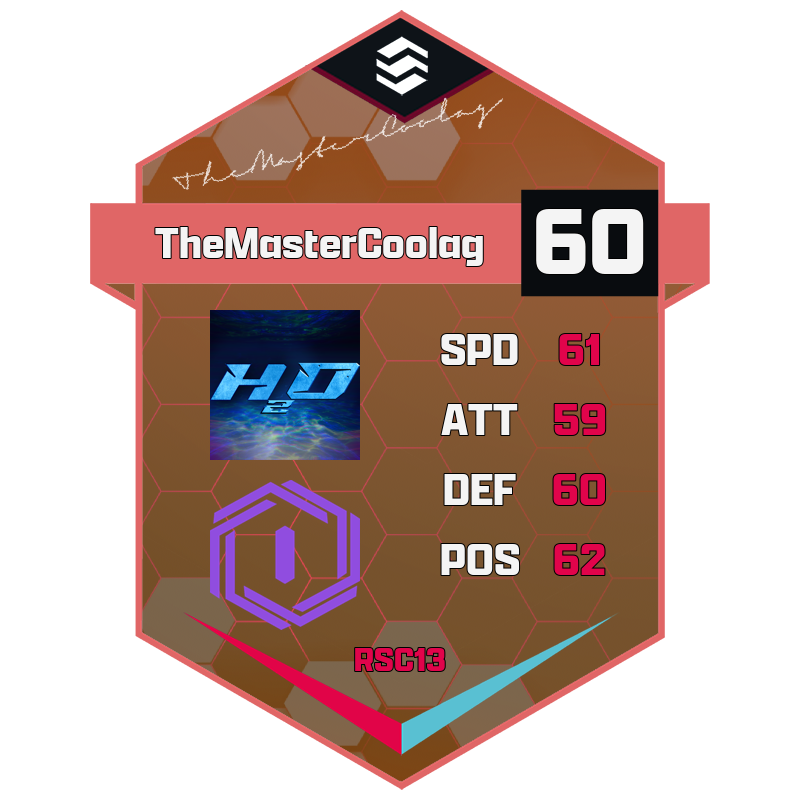 TheMasterCoolag
TheMasterCoolag 60
H2O
SPD 61
ATT 59
DEF 60
POS 62
RSC13